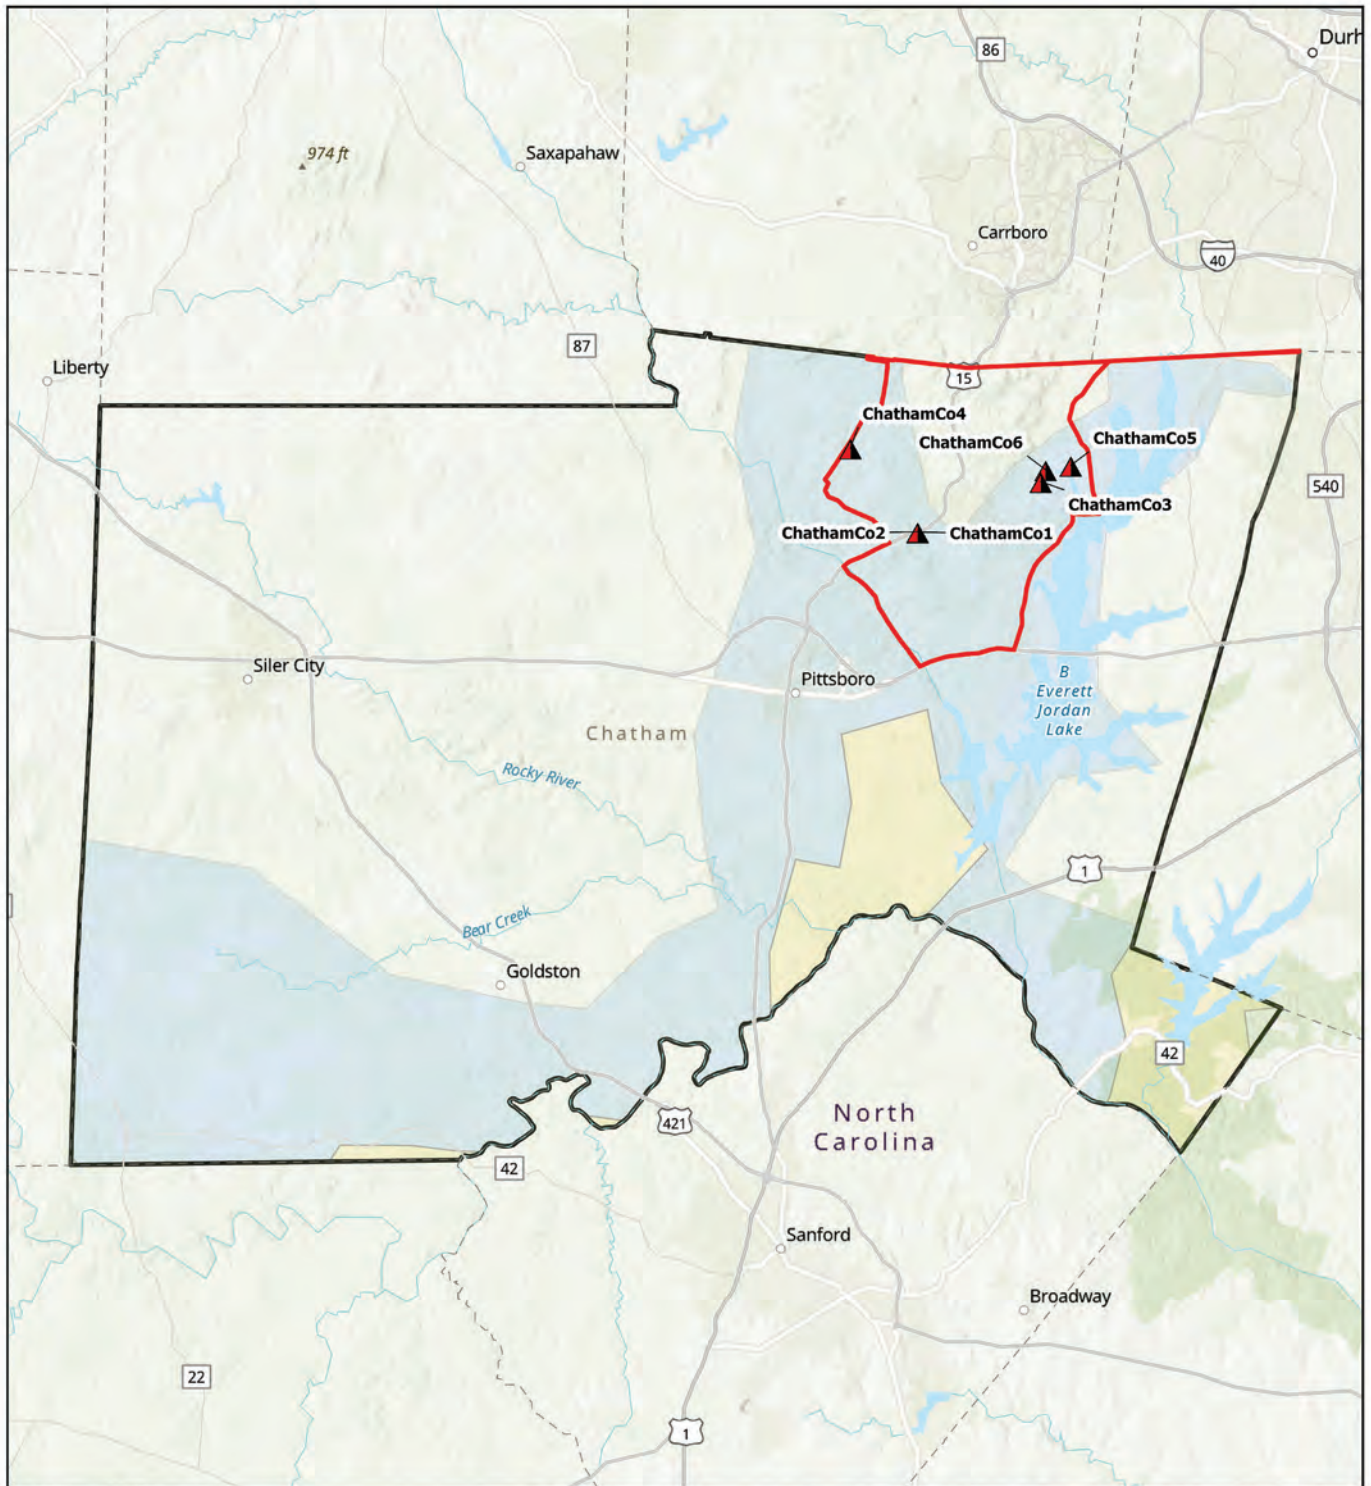 86
Durh
974 ft
Saxapahaw
Carrboro
40
87
Liberty
15
ChathamCo4
ChathamCo6
ChathamCo5
540
ChathamCo3
ChathamCo2
ChathamCo1
Siler City
Pittsboro
B
Everett
Jordan
Lake
Chatham
Rocky River
1
Bear Creek
Goldston
42
North
Carolina
421
42
Sanford
Broadway
22
1